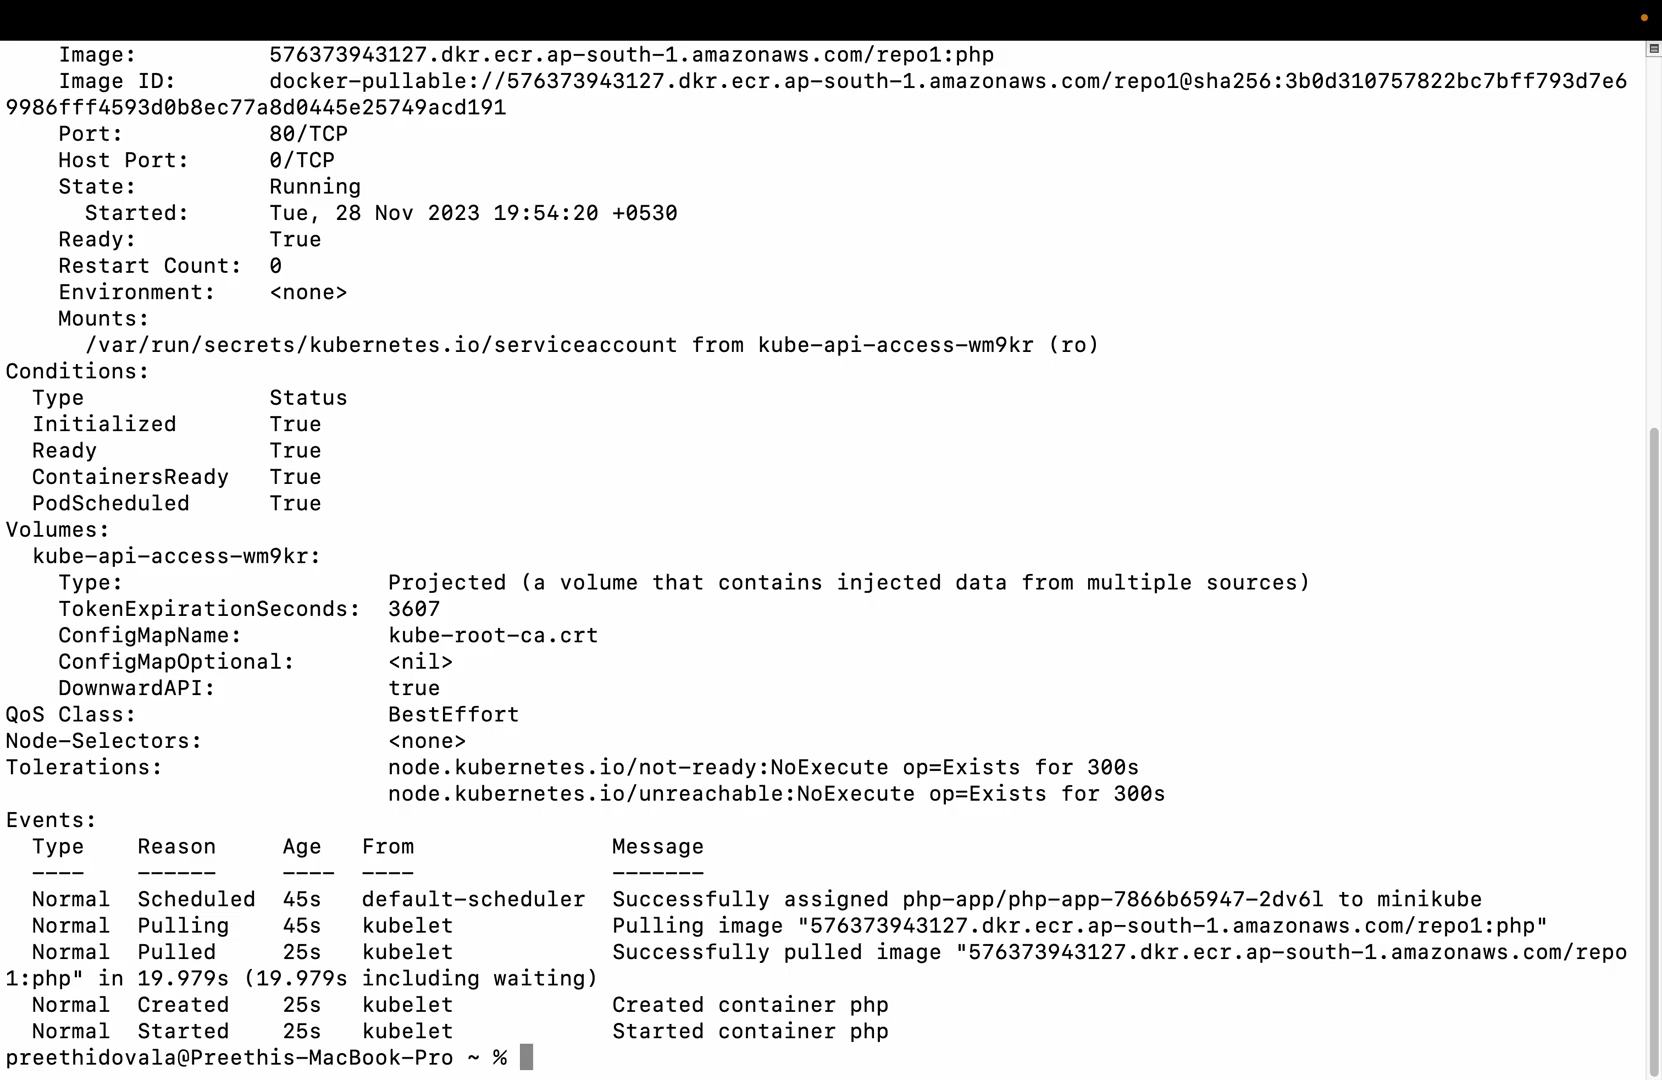 Image: 576373943127.dkr.ecr.ap-south-1.amazonaws.com/repo1:php
Image ID: docker-pullable://576373943127.dkr.ecr.ap-south-1.amazonaws.com/repo1@sha256:3b0d310757822bc7bff793d7e6
9986fff4593d0b8ec77a8d0445e25749acd191
Port: 80/TCP
Host Port: 0/TCP
State: Running
Started: Tue, 28 Nov 2023 19:54:20 +0530
Ready: True
Restart Count: 0
Environment: <none>
Mounts:
/var/run/secrets/kubernetes.io/serviceaccount from kube-api-access-wm9kr (ro)
Conditions:
Type Status
Initialized True
Ready True
ContainersReady True
PodScheduled True
Volumes:
kube-api-access-wm9kr:
Type: Projected (a volume that contains injected data from multiple sources)
TokenExpirationSeconds: 3607
ConfigMapName: kube-root-ca.crt
ConfigMapOptional: <nil>
DownwardAPI: true
QoS Class: BestEffort
Node-Selectors: <none>
Tolerations: node.kubernetes.io/not-ready:NoExecute op=Exists for 300s
node.kubernetes.io/unreachable:NoExecute op=Exists for 300s
Events:
Type Reason Age From Message
---- ------ ---- ---- -------
Normal Scheduled 45s default-scheduler Successfully assigned php-app/php-app-7866b65947-2dv6l to minikube
Normal Pulling 45s kubelet Pulling image "576373943127.dkr.ecr.ap-south-1.amazonaws.com/repo1:php"
Normal Pulled 25s kubelet Successfully pulled image "576373943127.dkr.ecr.ap-south-1.amazonaws.com/repo
1:php" in 19.979s (19.979s including waiting)
Normal Created 25s kubelet Created container php
Normal Started 25s kubelet Started container php
preethidovala@Preethis-MacBook-Pro ~ %